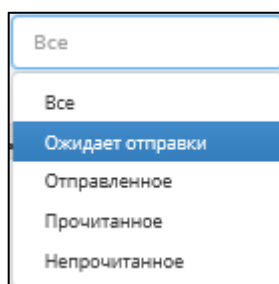 Все
Все
Ожидает отправки
Отправленное
Прочитанное
Непрочитанное